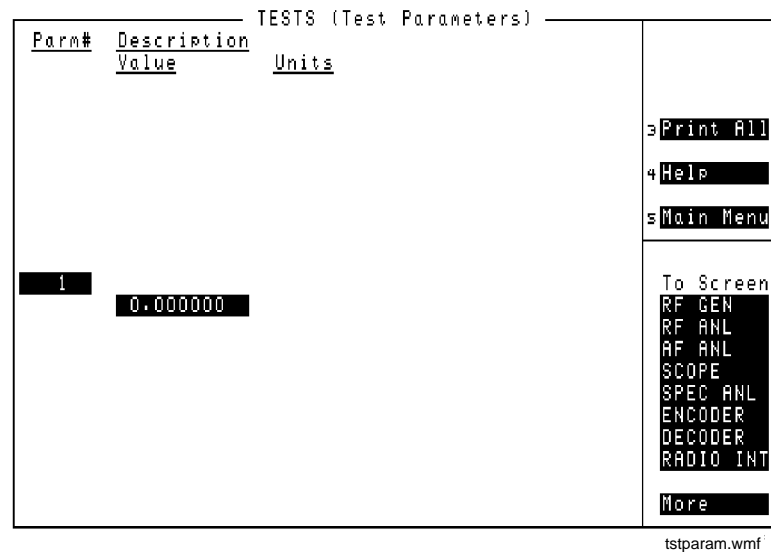 TESTS (Test Parameters)
Parm# Description
Value Units
3 Print All
4 Help
5 Main Menu
1
0.000000
To Screen
RF GEN
RF ANL
AF ANL
SCOPE
SPEC ANL
ENCODER
DECODER
RADIO INT
More
tstparam.wmf